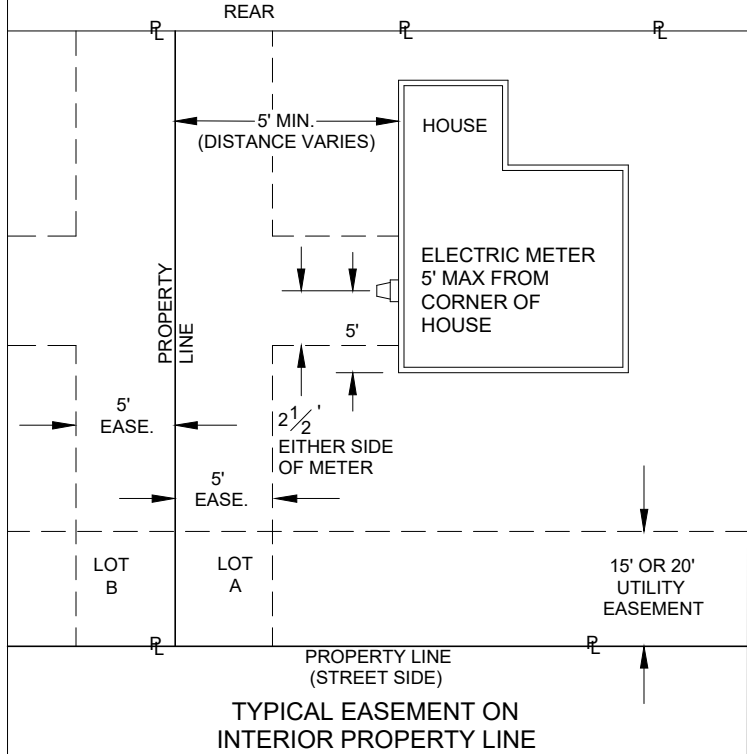 REAR
PL
PL
PL
5' MIN.
(DISTANCE VARIES)
HOUSE
ELECTRIC METER
5' MAX FROM
CORNER OF
HOUSE
PROPERTY
LINE
5'
5'
EASE.
2 1/2'
EITHER SIDE
OF METER
5'
EASE.
LOT
B
LOT
A
15' OR 20'
UTILITY
EASEMENT
PL
PL
PROPERTY LINE
(STREET SIDE)
TYPICAL EASEMENT ON
INTERIOR PROPERTY LINE